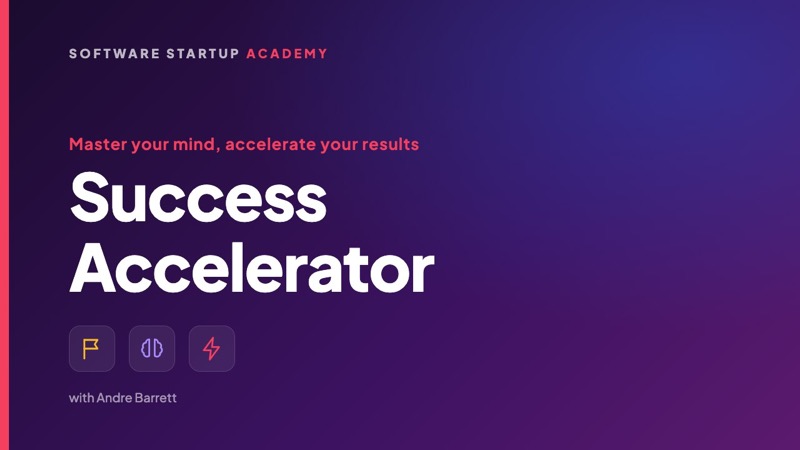 SOFTWARE STARTUP ACADEMY
Master your mind, accelerate your results
Success
Accelerator
with Andre Barrett